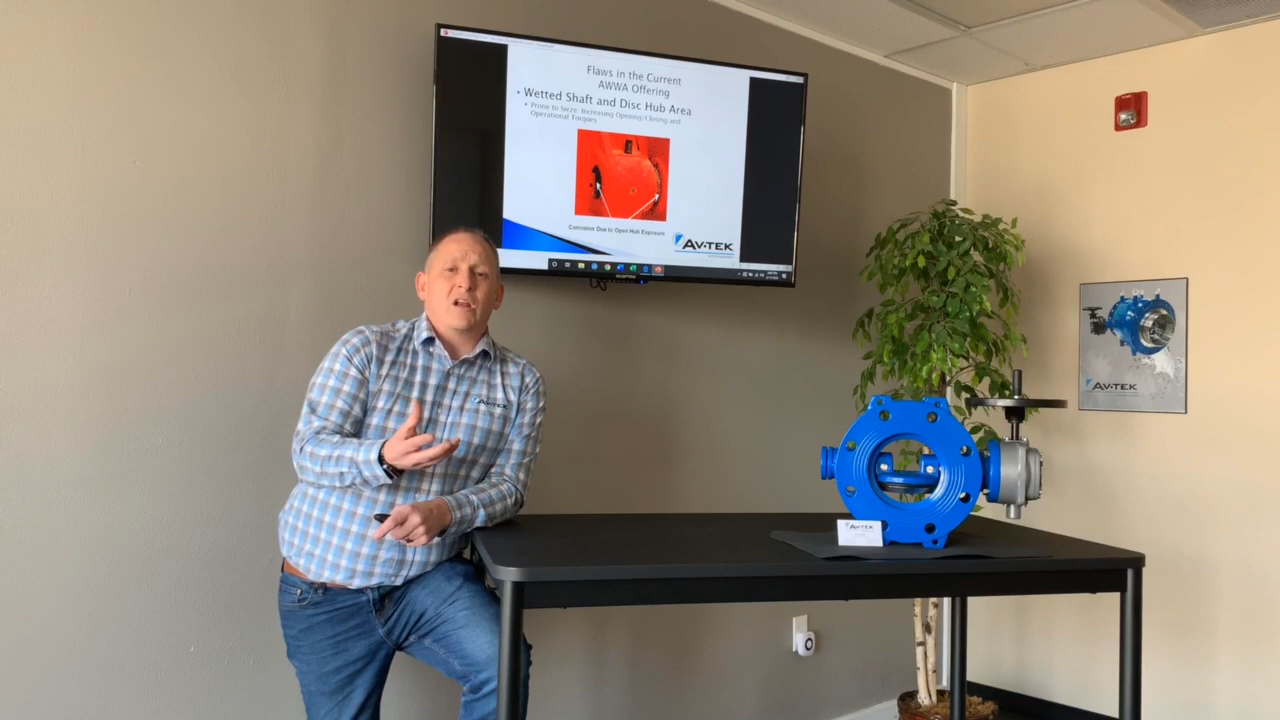 Flaws in the Current
AWWA Offering
Wetted Shaft and Disc Hub Area
Prone to Sieze: Increasing Opening/Closing and
Operational Torques
Corrosion Due to Open Hub Exposure
AV-TEK
AV-TEK
AV-TEK
AV-TEK